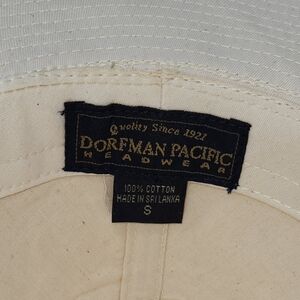 Quality Since 1921
DORFMAN PACIFIC
HEADWEAR
100% COTTON
MADE IN SRI LANKA
S